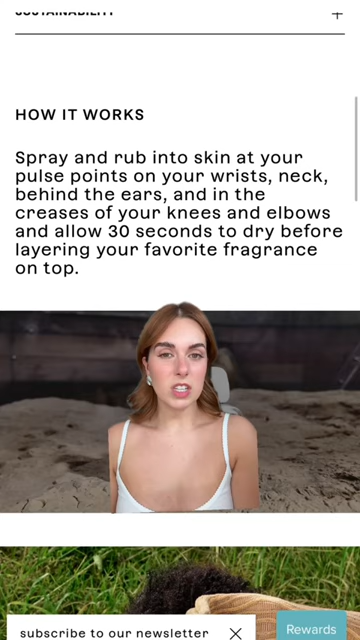 SUSTAINABILITY
HOW IT WORKS
Spray and rub into skin at your
pulse points on your wrists, neck,
behind the ears, and in the
creases of your knees and elbows
and allow 30 seconds to dry before
layering your favorite fragrance
on top.
subscribe to our newsletter
Rewards